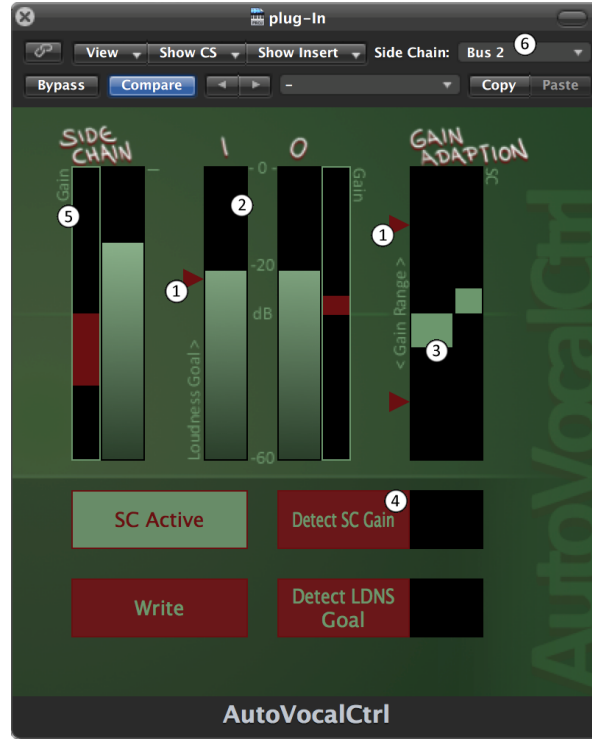 plug-In
View Show CS Show Insert Side Chain: Bus 2 6
Bypass Compare - Copy Paste
SIDE CHAIN
I
O
GAIN ADAPTION
Gain
I
0
Gain
SC
5
2
1
1
-20
dB
Loudness Goal >
< Gain Range >
3
-60
4
SC Active
Detect SC Gain
Write
Detect LDNS
Goal
AutoVocalCtrl
AutoVocalCtrl